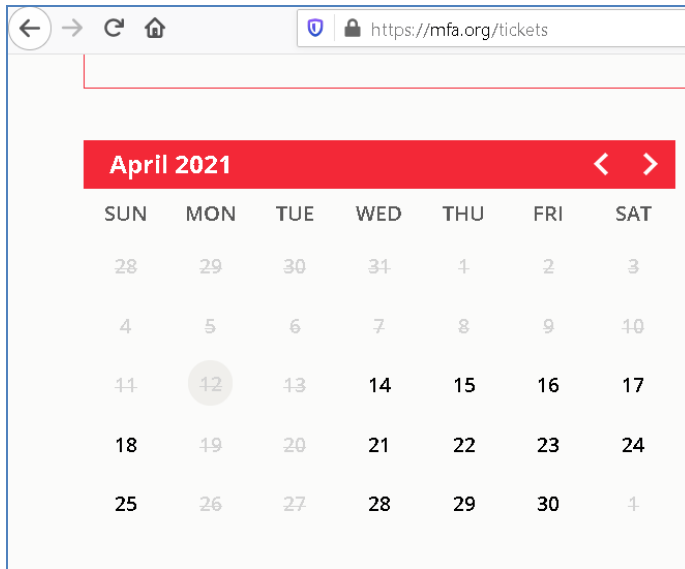 https://mfa.org/tickets
April 2021
SUN MON TUE WED THU FRI SAT
28 29 30 31 1 2 3
4 5 6 7 8 9 10
11 12 13 14 15 16 17
18 19 20 21 22 23 24
25 26 27 28 29 30 1